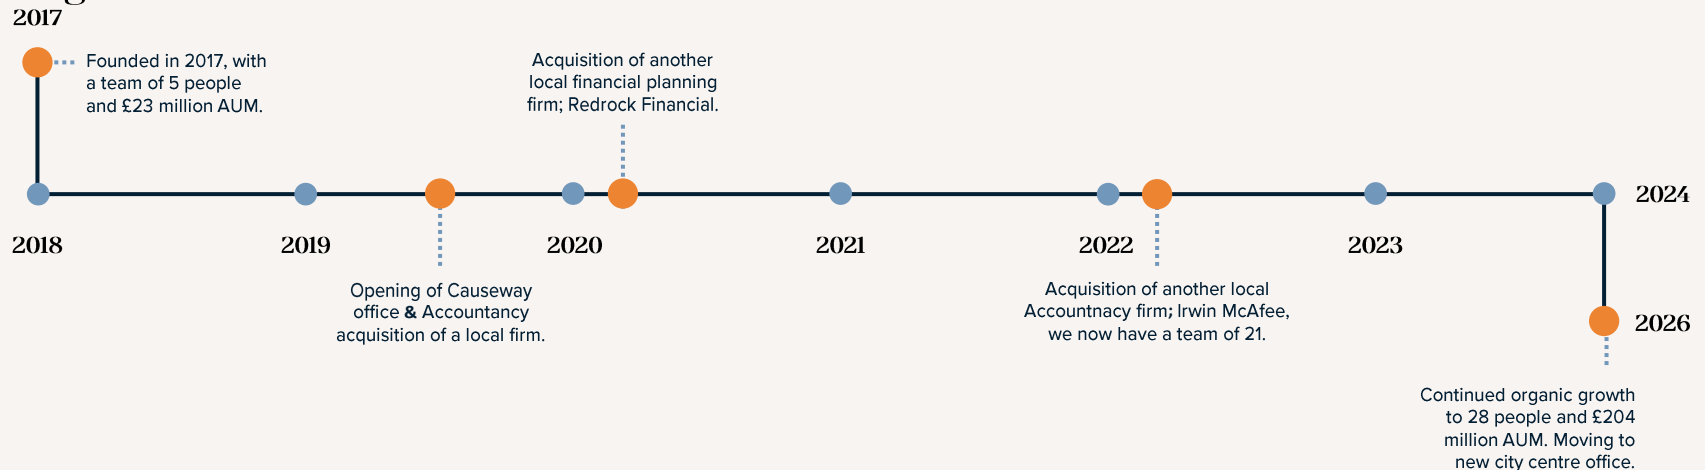 2017
Founded in 2017, with
a team of 5 people
and £23 million AUM.
Acquisition of another
local financial planning
firm; Redrock Financial.
2024
2018
2019
2020
2021
2022
2023
Opening of Causeway
office & Accountancy
acquisition of a local firm.
Acquisition of another local
Accountnacy firm; Irwin McAfee,
we now have a team of 21.
2026
Continued organic growth
to 28 people and £204
million AUM. Moving to
new city centre office.